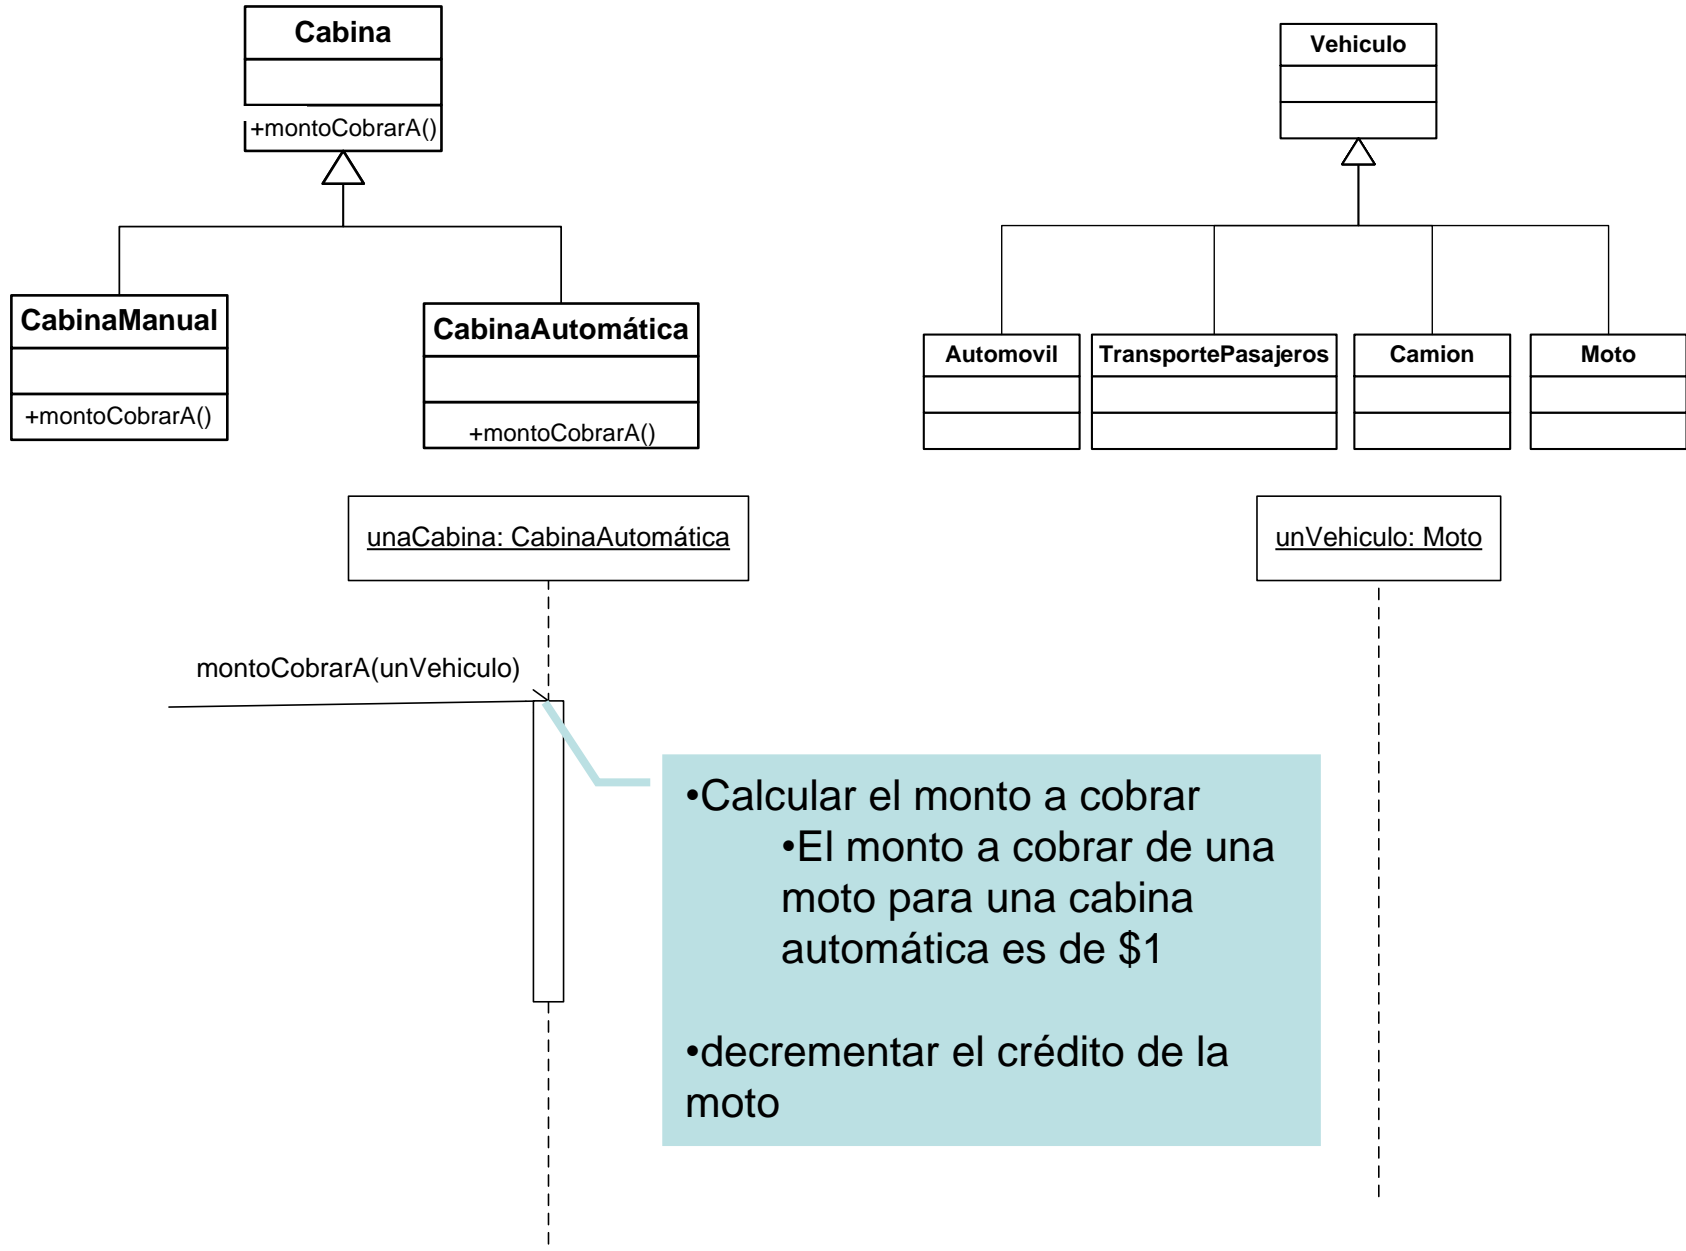 Cabina
+montoCobrarA()
Vehiculo
CabinaManual
+montoCobrarA()
CabinaAutomática
+montoCobrarA()
Automovil
TransportePasajeros
Camion
Moto
unaCabina: CabinaAutomática
unVehiculo: Moto
montoCobrarA(unVehiculo)
•Calcular el monto a cobrar
•El monto a cobrar de una
moto para una cabina
automática es de $1
•decrementar el crédito de la
moto